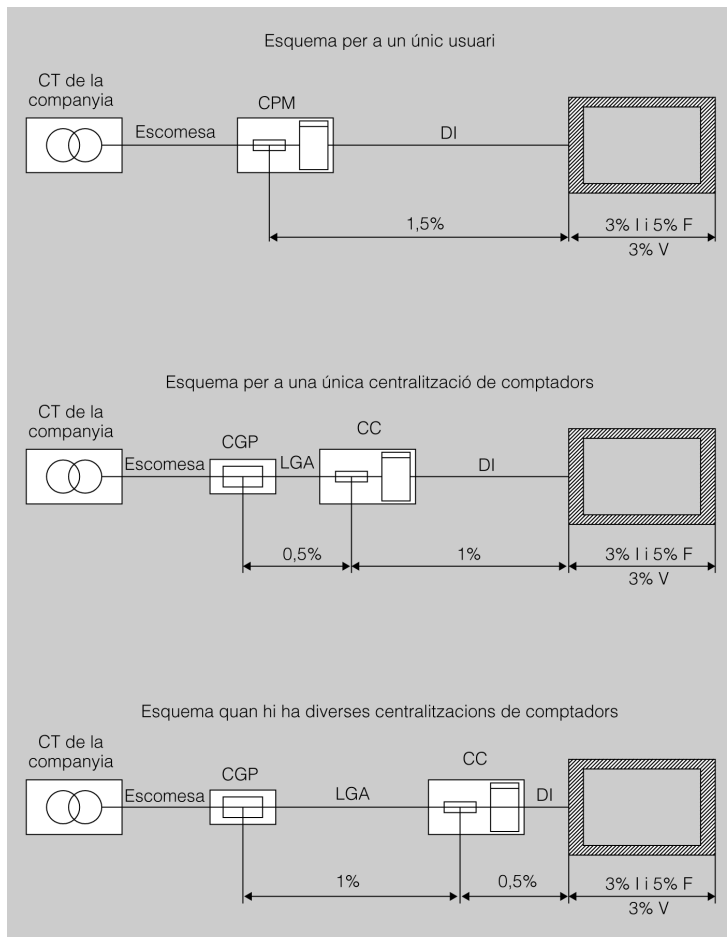 Esquema per a un únic usuari
CT de la
companyia
Escomesa
CPM
DI
1,5%
3% I i 5% F
3% V
Esquema per a una única centralització de comptadors
CT de la
companyia
Escomesa
CGP
LGA
CC
DI
0,5%
1%
3% I i 5% F
3% V
Esquema quan hi ha diverses centralitzacions de comptadors
CT de la
companyia
Escomesa
CGP
LGA
CC
DI
1%
0,5%
3% I i 5% F
3% V